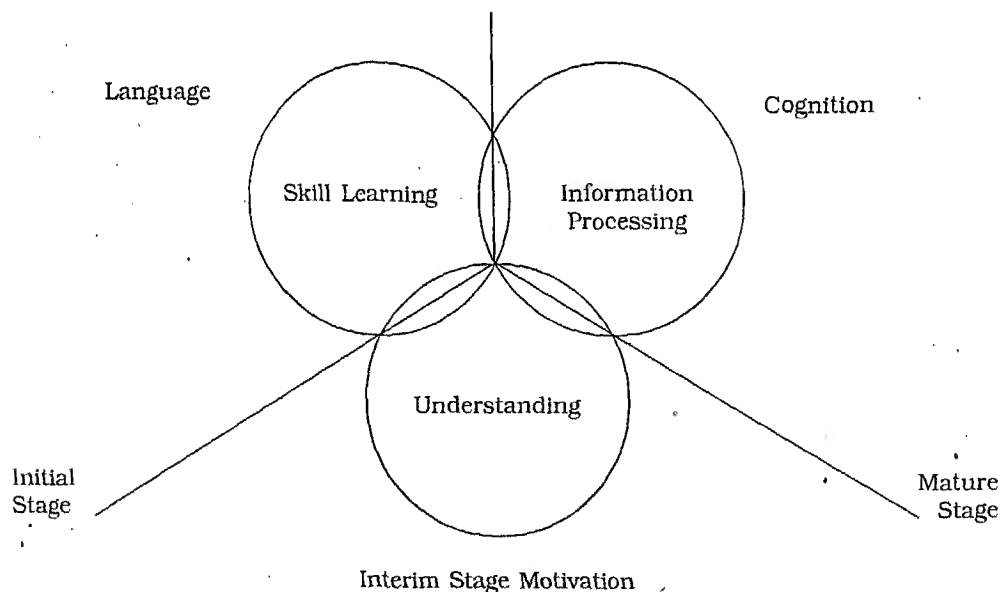 Language
Cognition
Skill Learning
Information
Processing
Understanding
Initial
Stage
Mature
Stage
Interim Stage Motivation